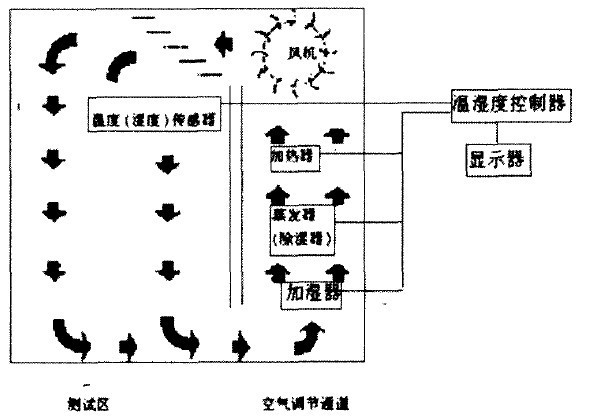 风机
温度(湿度)传感器
温湿度控制器
显示器
加热器
蒸发器
(除湿器)
加湿器
测试区
空气调节通道